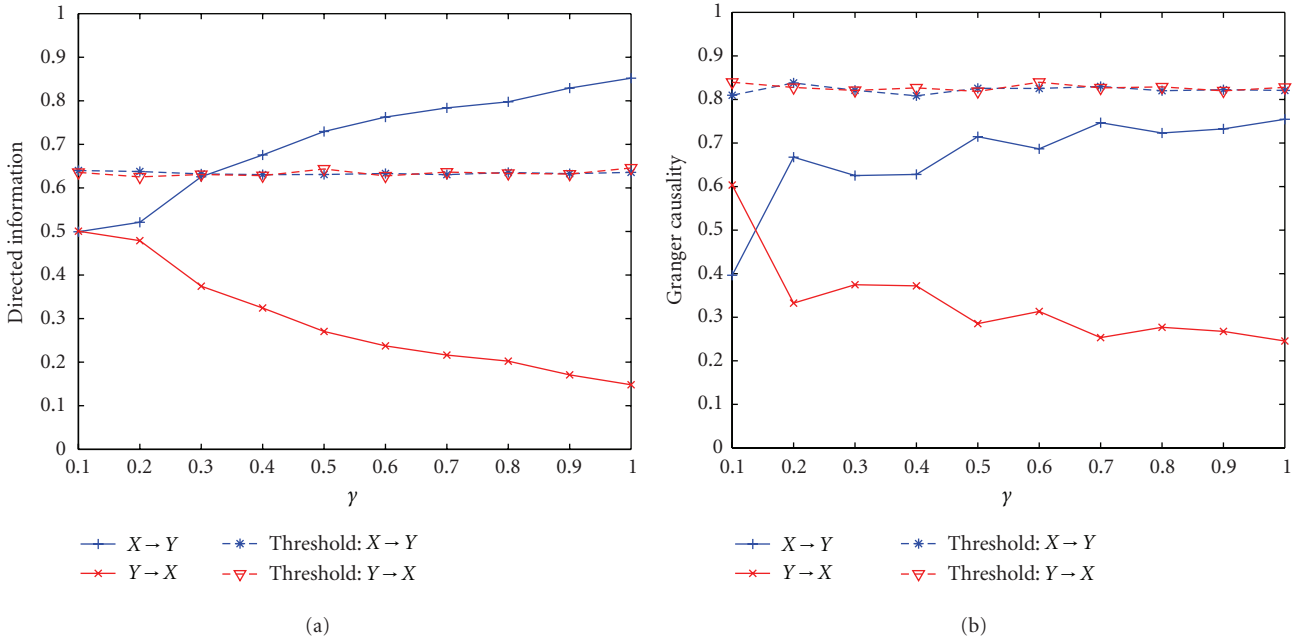 1
0.9
0.8
0.7
0.6
0.5
0.4
0.3
0.2
0.1
0
Directed information
0.1 0.2 0.3 0.4 0.5 0.6 0.7 0.8 0.9 1
γ
X → Y
Y → X
Threshold: X → Y
Threshold: Y → X
(a)
1
0.9
0.8
0.7
0.6
0.5
0.4
0.3
0.2
0.1
0
Granger causality
0.1 0.2 0.3 0.4 0.5 0.6 0.7 0.8 0.9 1
γ
X → Y
Y → X
Threshold: X → Y
Threshold: Y → X
(b)